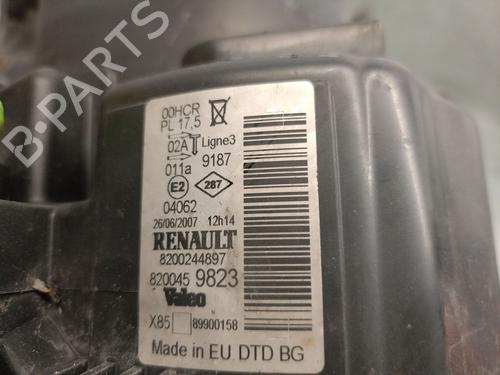 00HCR
PL 17,5
02A Ligne3
011a 9187
E2 287
04062
26/06/2007 12h14
RENAULT
8200244897
820045 9823
Valeo
X85 89900158
Made in EU DTD BG
B-PARTS